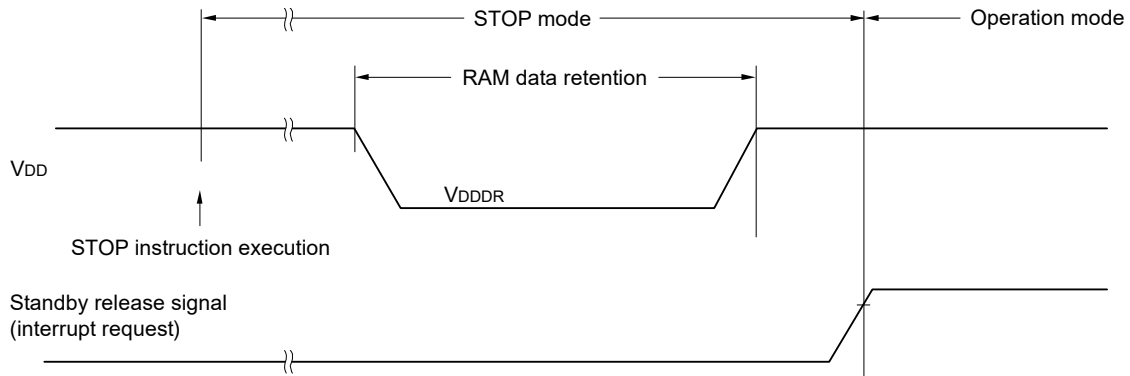 STOP mode
Operation mode
RAM data retention
VDD
VDDDR
STOP instruction execution
Standby release signal
(interrupt request)